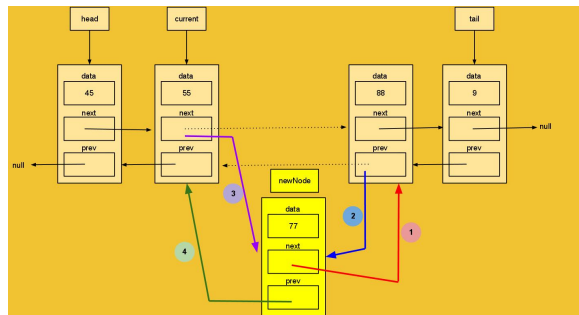 head
current
tail
data
data
data
data
45
55
88
9
next
next
next
next
null
prev
prev
prev
prev
null
newNode
3
2
1
4
data
77
next
prev